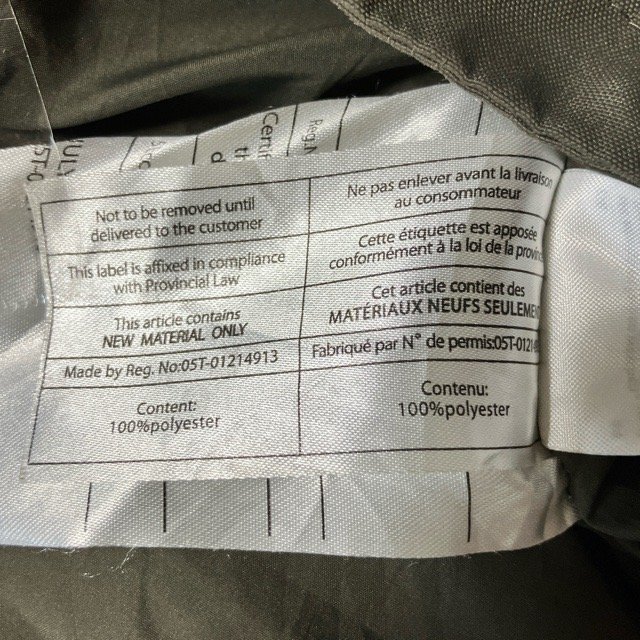 Not to be removed until
delivered to the customer
This label is affixed in compliance
with Provincial Law
This article contains
NEW MATERIAL ONLY
Made by Reg. No:05T-01214913
Content:
100%polyester
Ne pas enlever avant la livraison
au consommateur
Cette étiquette est apposée
conformément à la loi de la
Cet article contient des
MATÉRIAUX NEUFS
Fabriqué par N° de permis:05T-0121
Contenu:
100%polyester